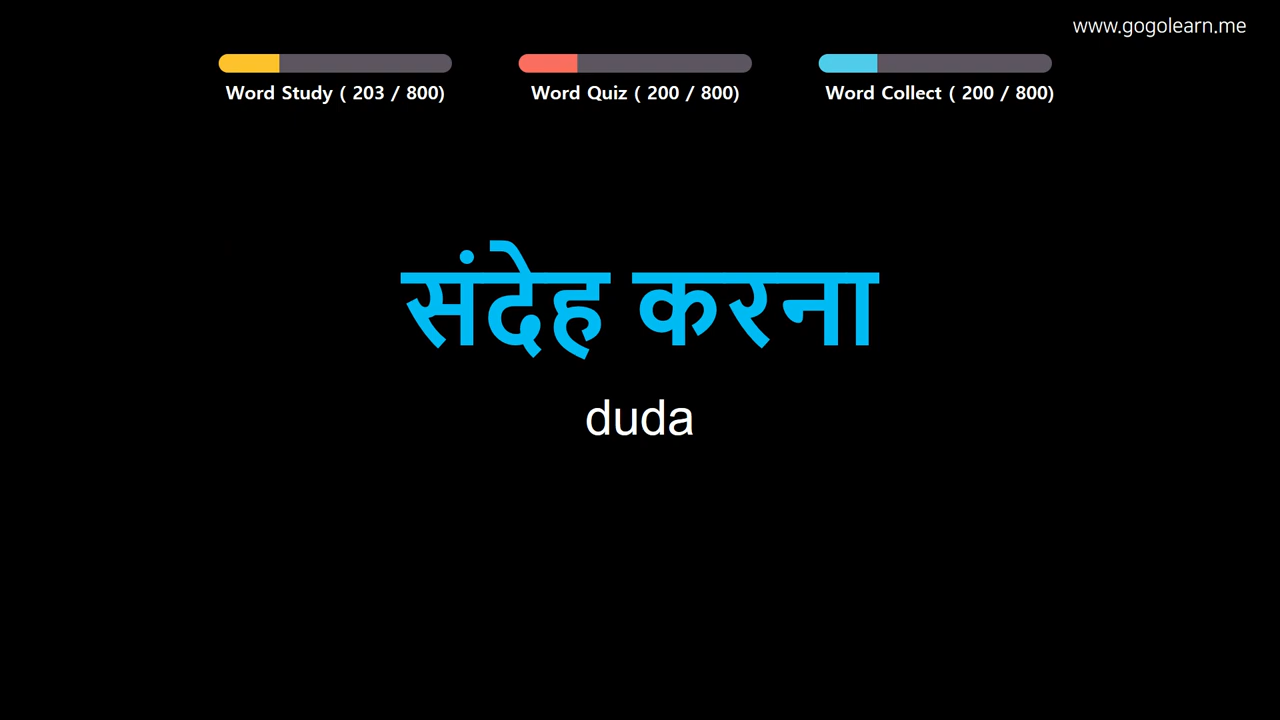 www.gogolearn.me
Word Study ( 203 / 800)
Word Quiz ( 200 / 800)
Word Collect ( 200 / 800)
संदेह करना
duda